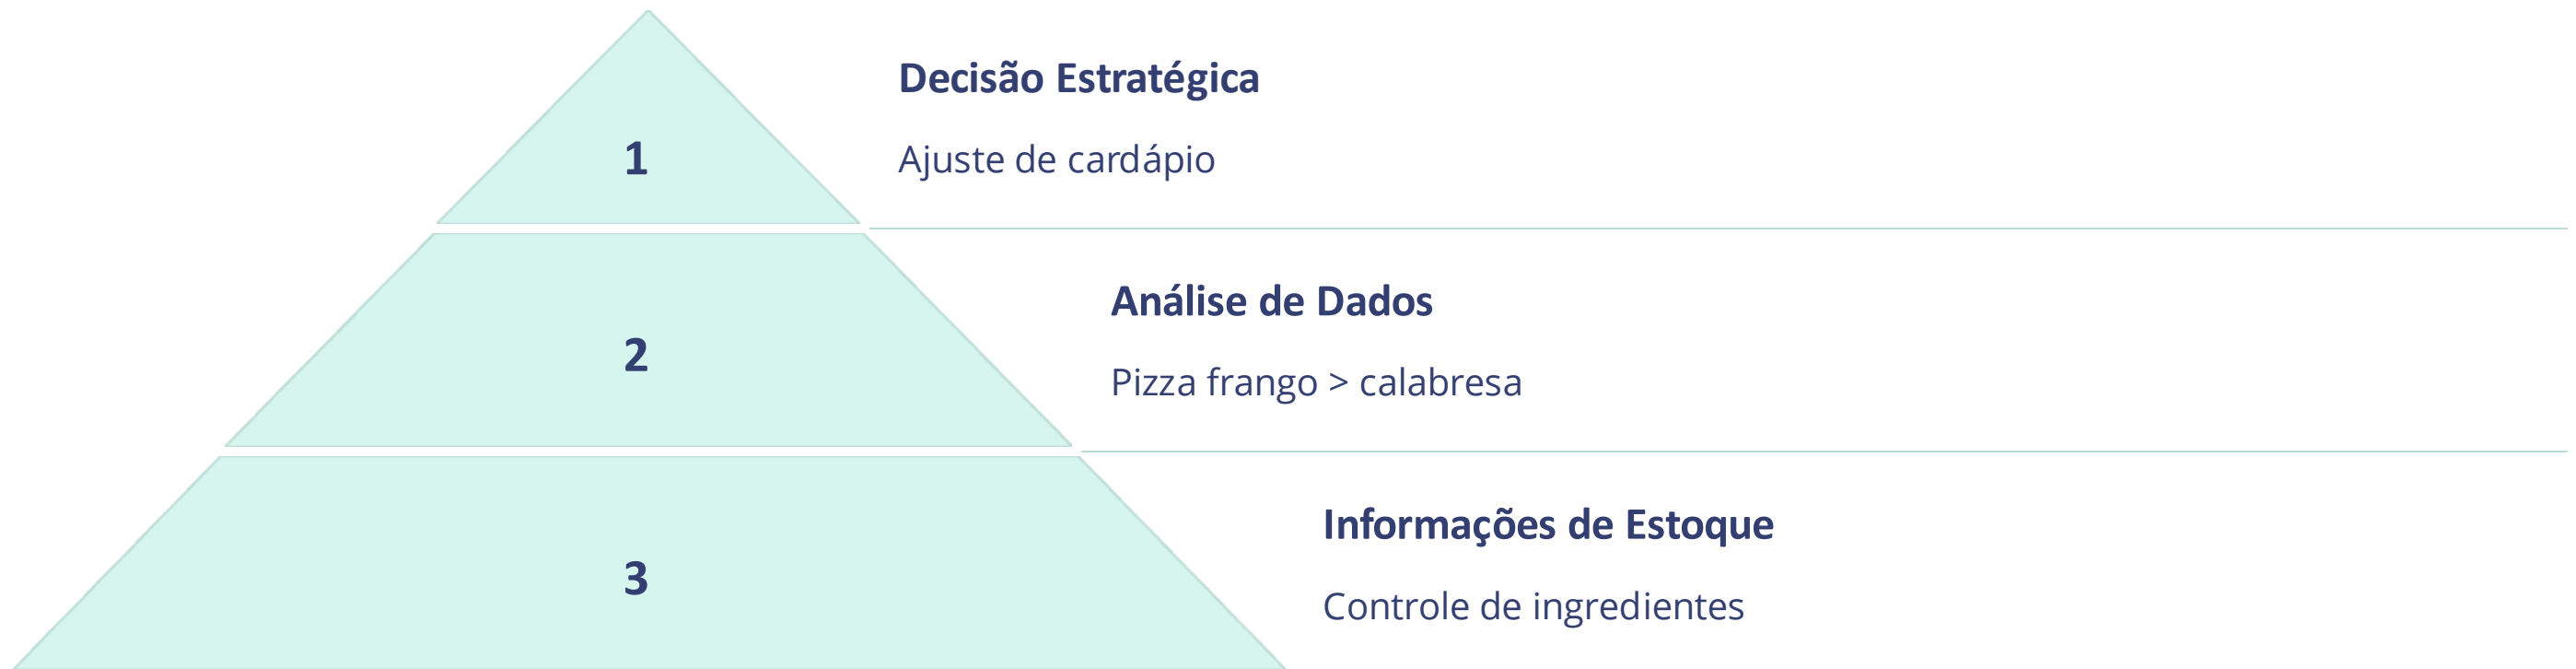 Decisão Estratégica
1
Ajuste de cardápio
Análise de Dados
2
Pizza frango > calabresa
Informações de Estoque
3
Controle de ingredientes